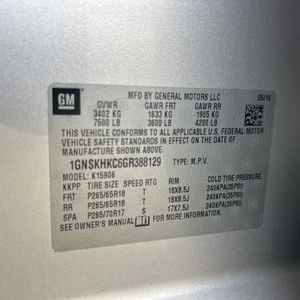 GM
MFD BY GENERAL MOTORS LLC 05/16
GVWR GAWR FRT GAWR RR
3402 KG 1633 KG 1905 KG
7500 LB 3600 LB 4200 LB
THIS VEHICLE CONFORMS TO ALL APPLICABLE U.S. FEDERAL MOTOR
VEHICLE SAFETY STANDARDS IN EFFECT ON THE DATE OF
MANUFACTURE SHOWN ABOVE.
1GNSKHKC6GR388129 TYPE: M.P.V.
MODEL: K15906
KKPP TIRE SIZE SPEED RTG RIM COLD TIRE PRESSURE
FRT P265/65R18 T 18X8.5J 240KPA(35PSI)
RR P265/65R18 T 18X8.5J 240KPA(35PSI)
SPA P265/70R17 S 17X7.5J 240KPA(35PSI)
SEE OWNER'S MANUAL